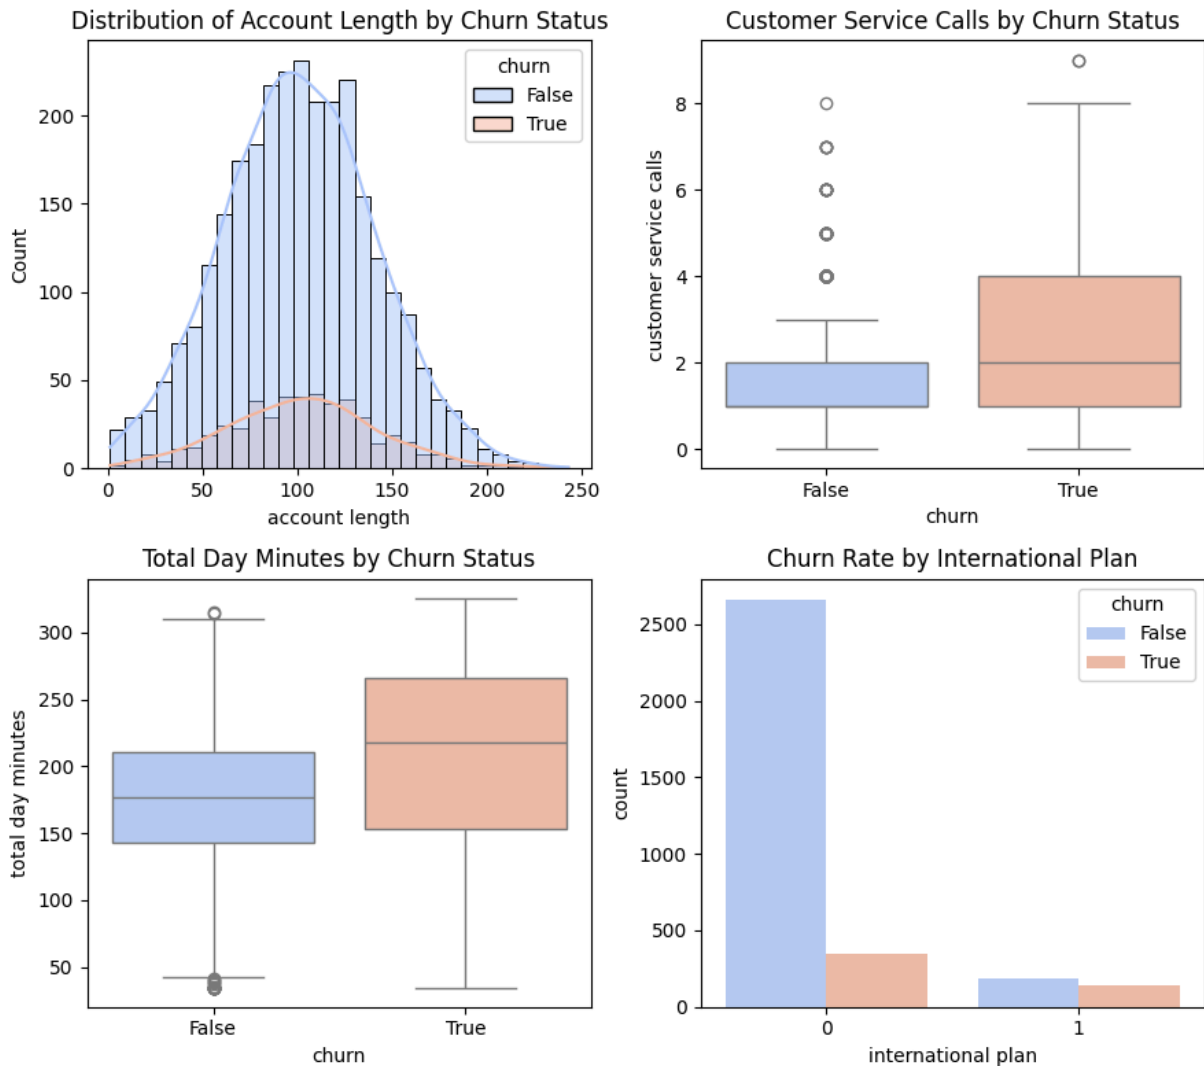 Distribution of Account Length by Churn Status
churn
False
True
200
150
100
50
0
Count
0 50 100 150 200 250
account length
Customer Service Calls by Churn Status
8
6
4
2
0
customer service calls
False True
churn
Total Day Minutes by Churn Status
300
250
200
150
100
50
total day minutes
False True
churn
Churn Rate by International Plan
churn
False
True
2500
2000
1500
1000
500
0
count
0 1
international plan